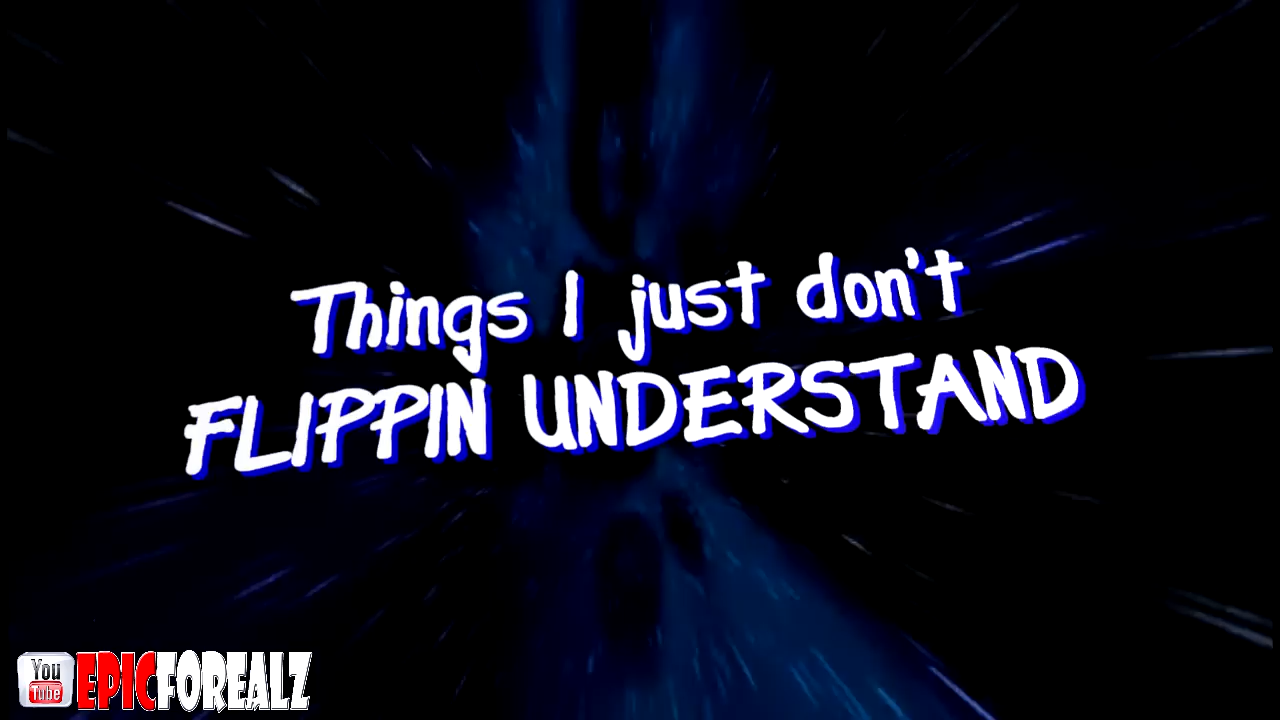 Things I just don't
FLIPPIN UNDERSTAND
You
Tube
EPICFOREALZ